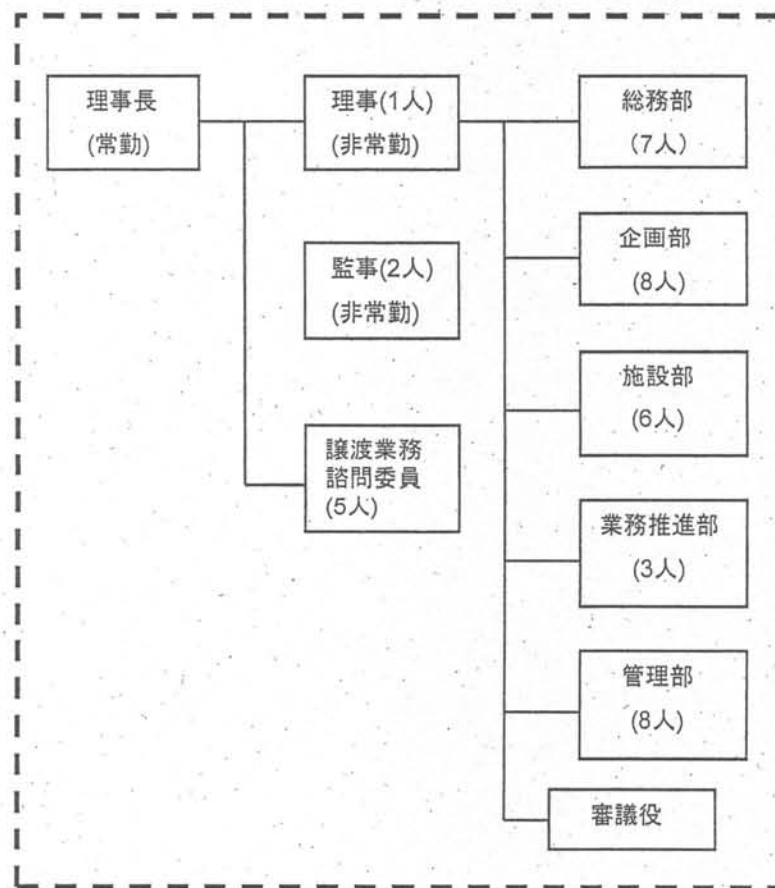 理事長
(常勤)
理事(1人)
(非常勤)
監事(2人)
(非常勤)
譲渡業務
諮問委員
(5人)
総務部
(7人)
企画部
(8人)
施設部
(6人)
業務推進部
(3人)
管理部
(8人)
審議役